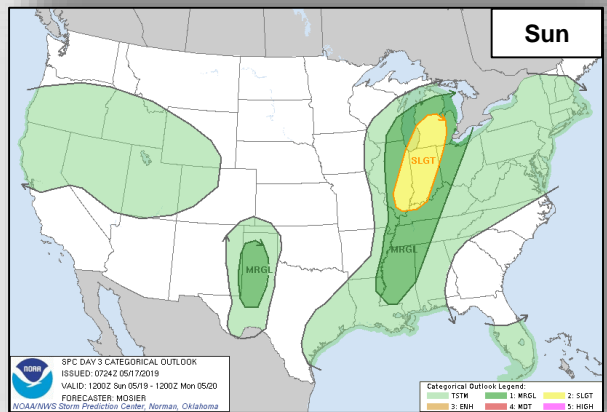 Sun
SLGT
MRGL
MRGL
SPC DAY 3 CATEGORICAL OUTLOOK
ISSUED: 0724Z 05/17/2019
VALID: 1200Z Sun 05/19 - 1200Z Mon 05/20
FORECASTER: MOSIER
NOAA/NWS Storm Prediction Center, Norman, Oklahoma
NOAA
Categorical Outlook Legend:
TSTM 1: MRGL 2: SLGT
3: ENH 4: MDT 5: HIGH